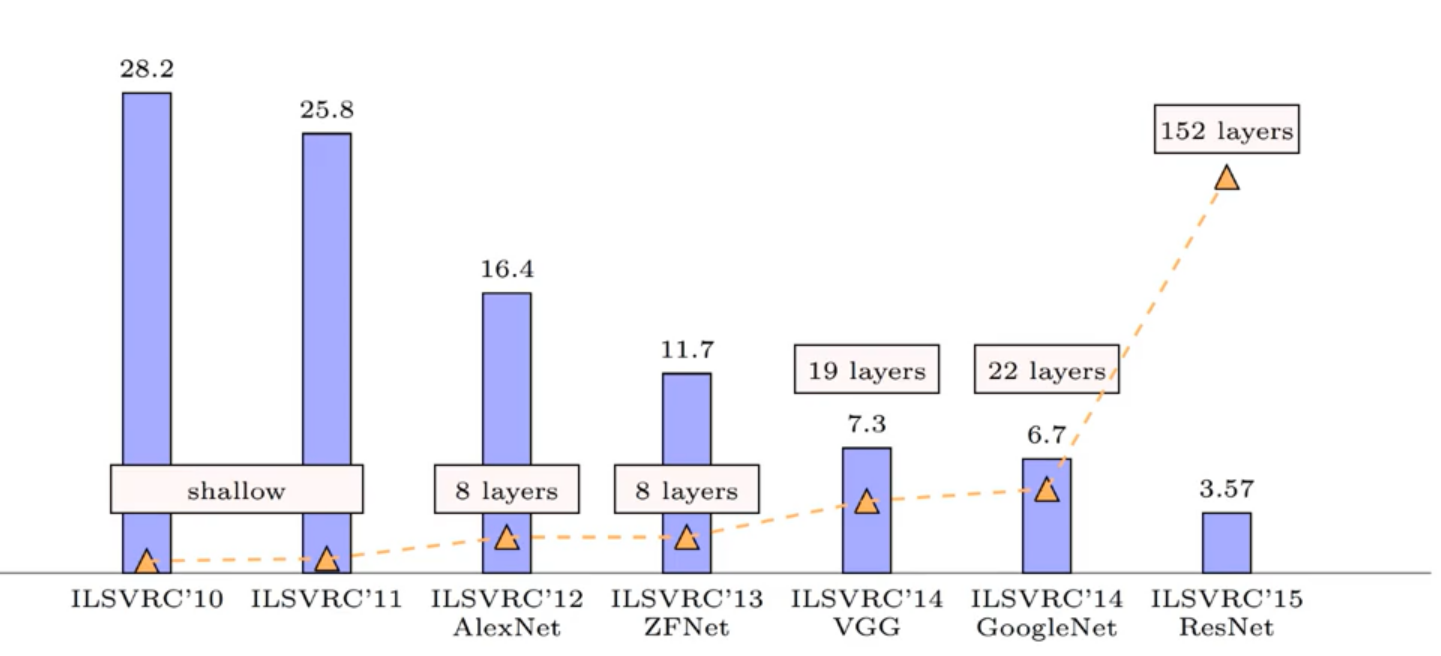 28.2
25.8
152 layers
16.4
11.7
19 layers
22 layers
7.3
6.7
shallow
8 layers
8 layers
3.57
ILSVRC'10
ILSVRC'11
ILSVRC'12
AlexNet
ILSVRC'13
ZFNet
ILSVRC'14
VGG
ILSVRC'14
GoogleNet
ILSVRC'15
ResNet